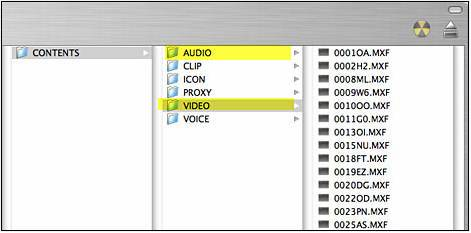 CONTENTS
AUDIO
CLIP
ICON
PROXY
VIDEO
VOICE
0001OA.MXF
0002H2.MXF
0008ML.MXF
0009W6.MXF
0010OO.MXF
0011G0.MXF
0013OI.MXF
0015NU.MXF
0018FT.MXF
0019EZ.MXF
0020DG.MXF
0022OD.MXF
0023PN.MXF
0025AS.MXF